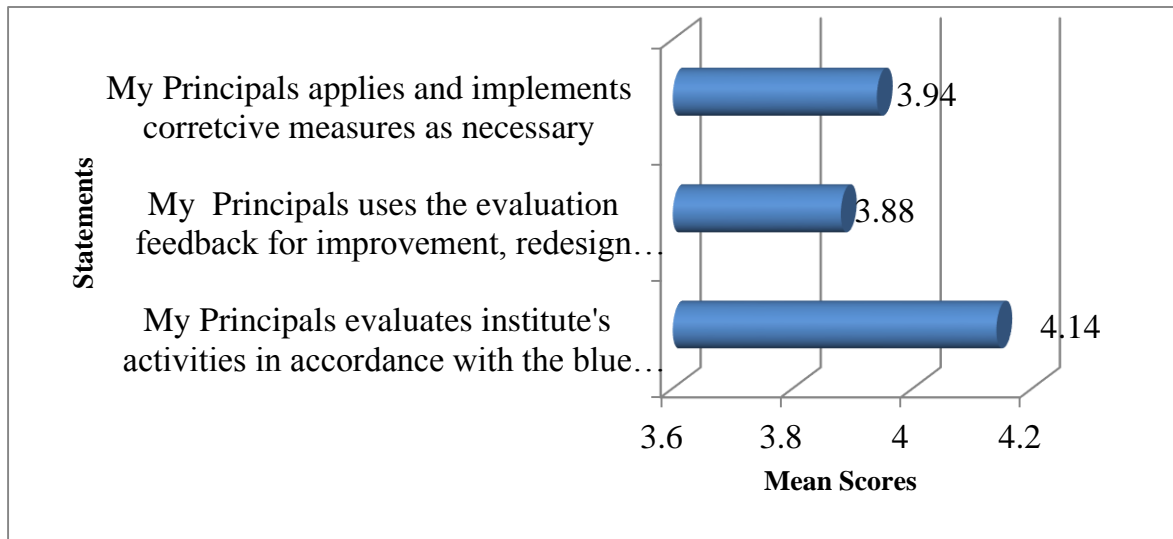 My Principals applies and implements
corretcive measures as necessary
3.94
My Principals uses the evaluation
feedback for improvement, redesign…
3.88
My Principals evaluates institute's
activities in accordance with the blue…
4.14
Statements
3.6 3.8 4 4.2
Mean Scores